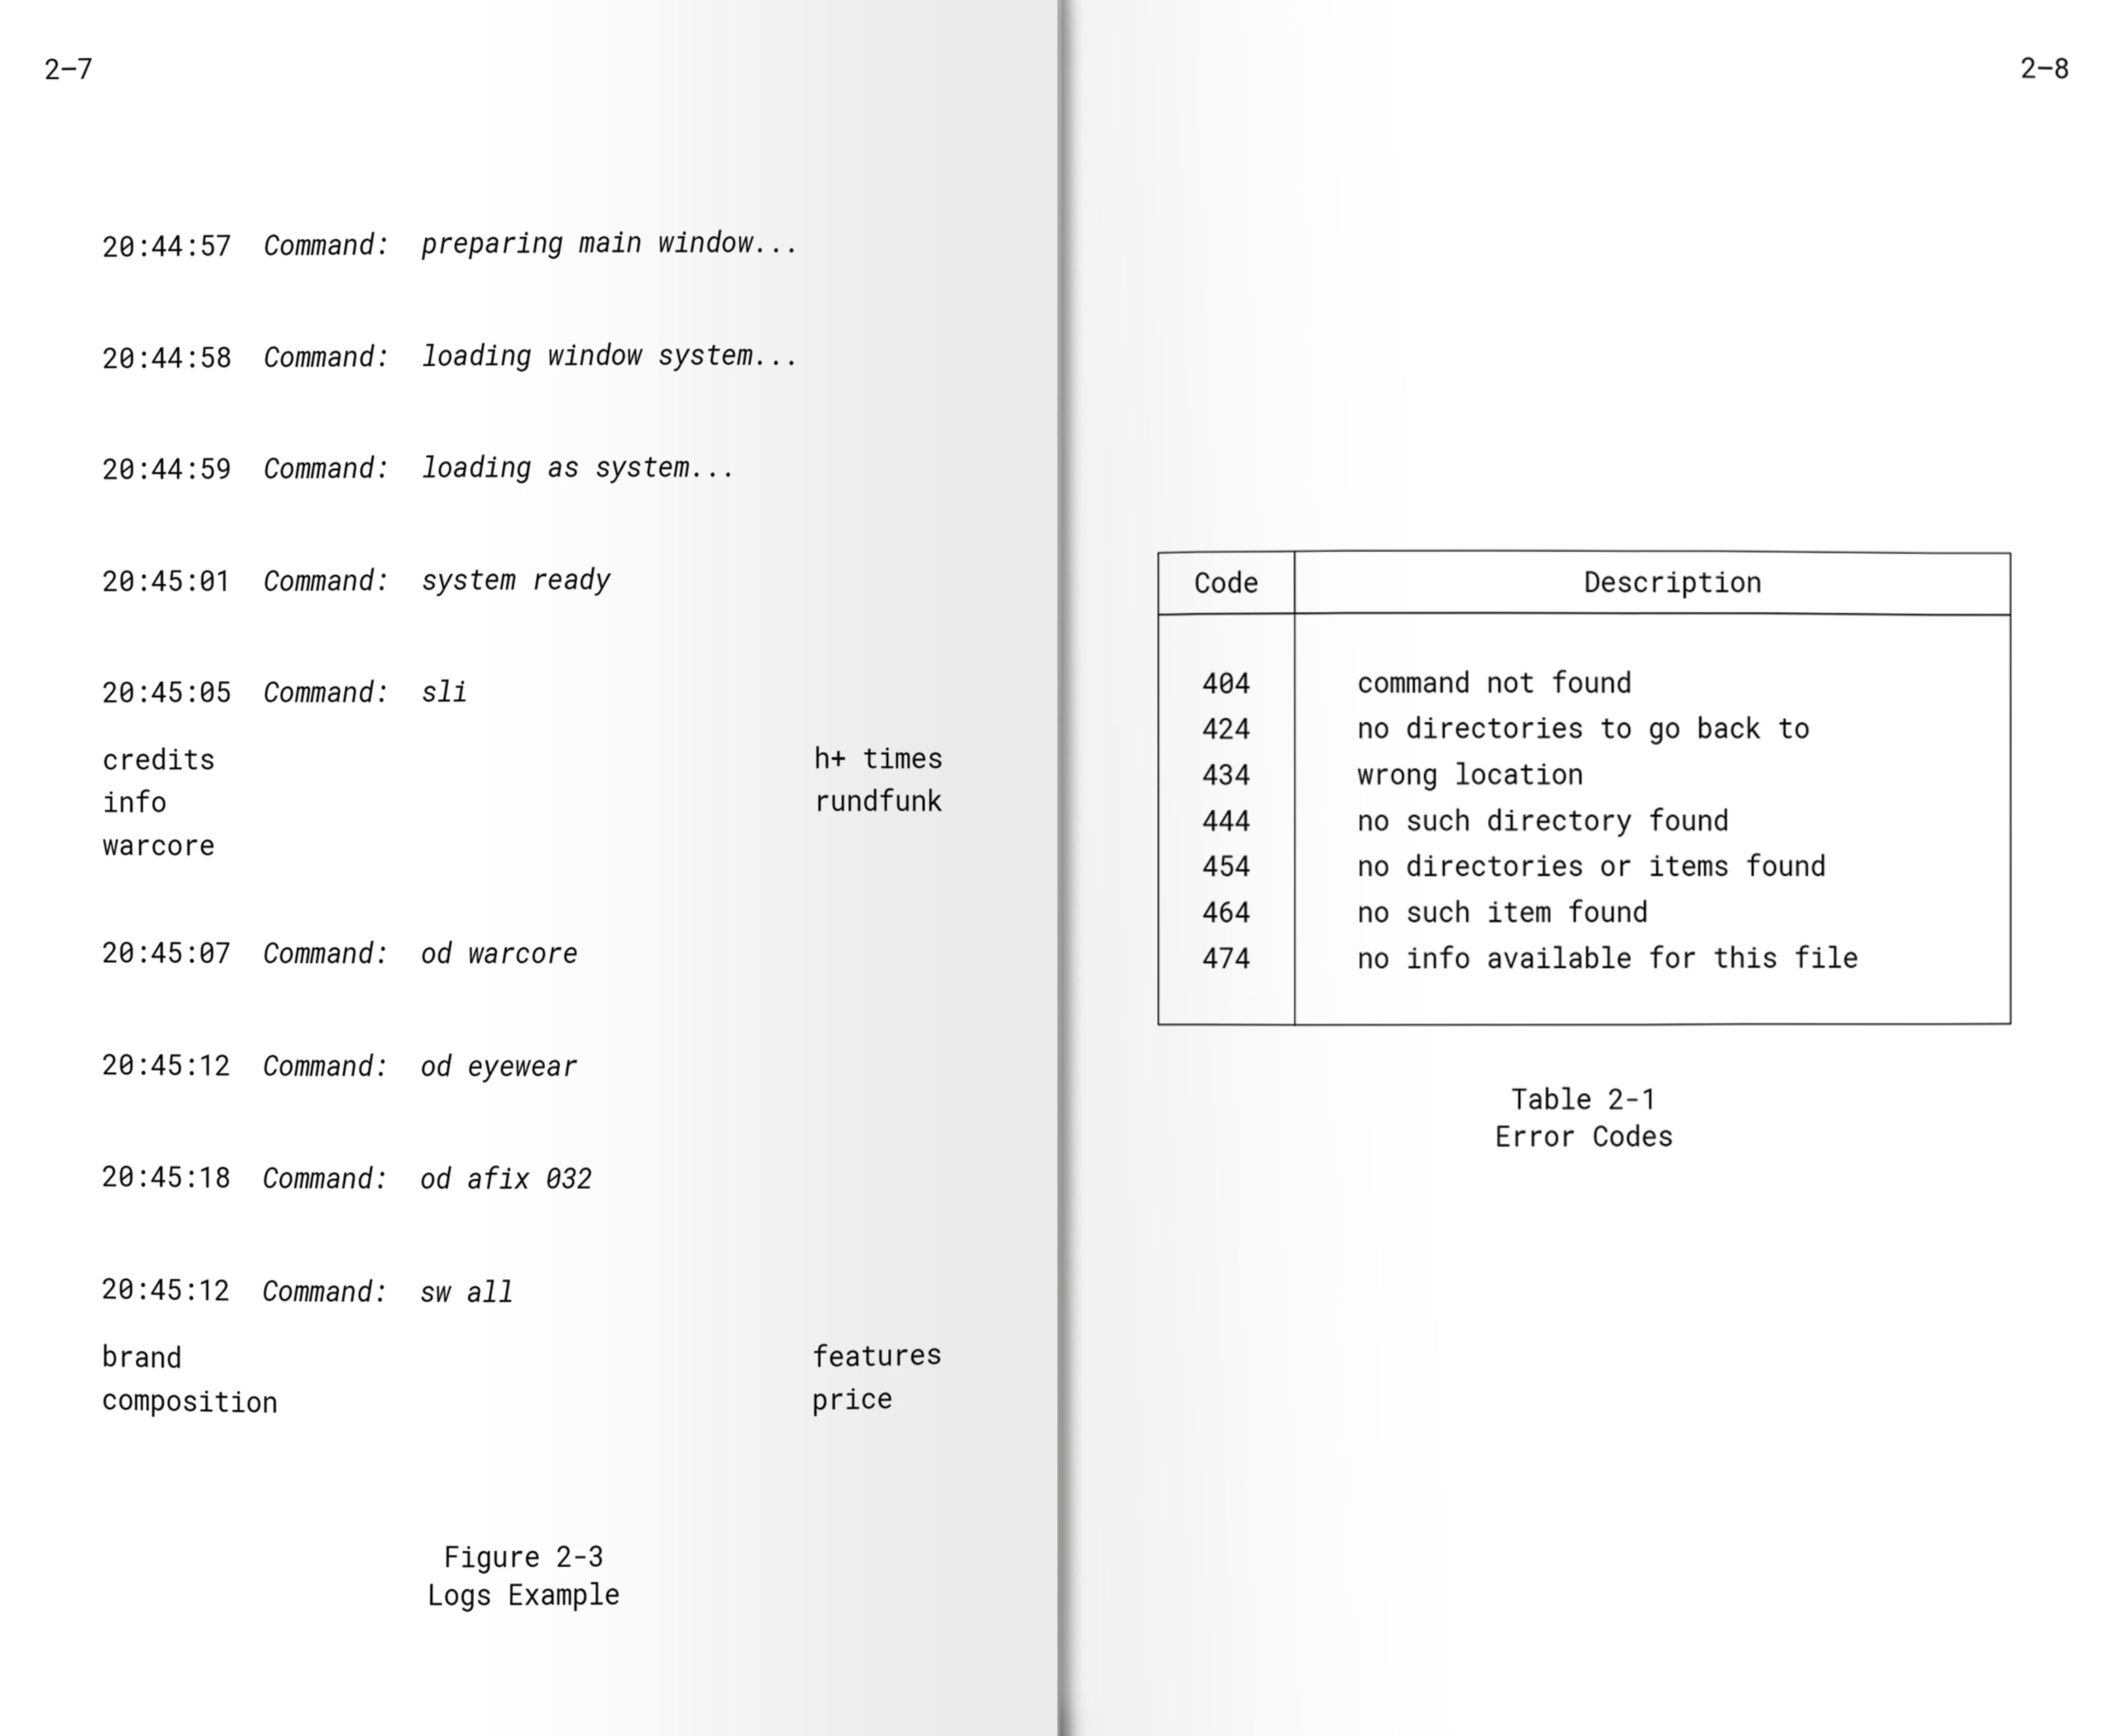 2—7
20:44:57 Command: preparing main window...
20:44:58 Command: loading window system...
20:44:59 Command: loading as system...
20:45:01 Command: system ready
20:45:05 Command: sli
credits h+ times
info rundfunk
warcore
20:45:07 Command: od warcore
20:45:12 Command: od eyewear
20:45:18 Command: od afix 032
20:45:12 Command: sw all
brand features
composition price
Figure 2-3
Logs Example
2—8
Code Description
404 command not found
424 no directories to go back to
434 wrong location
444 no such directory found
454 no directories or items found
464 no such item found
474 no info available for this file
Table 2-1
Error Codes